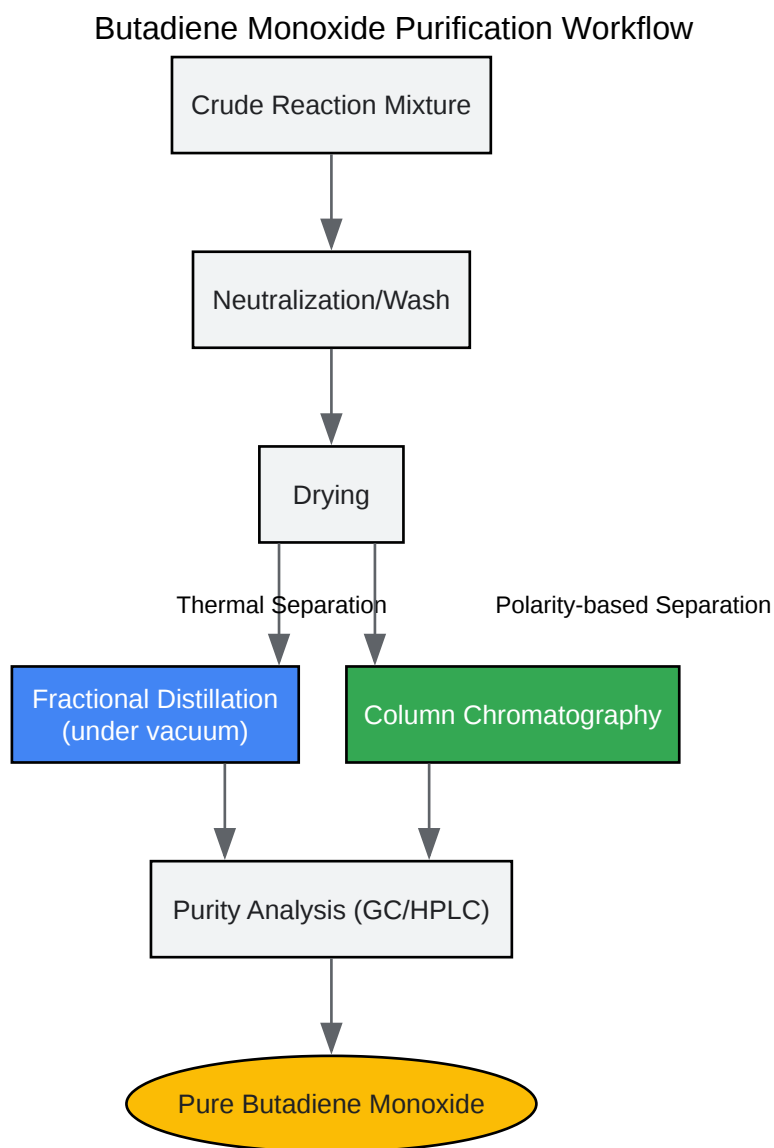 Butadiene Monoxide Purification Workflow
Crude Reaction Mixture
Neutralization/Wash
Drying
Thermal Separation
Polarity-based Separation
Fractional Distillation
(under vacuum)
Column Chromatography
Purity Analysis (GC/HPLC)
Pure Butadiene Monoxide